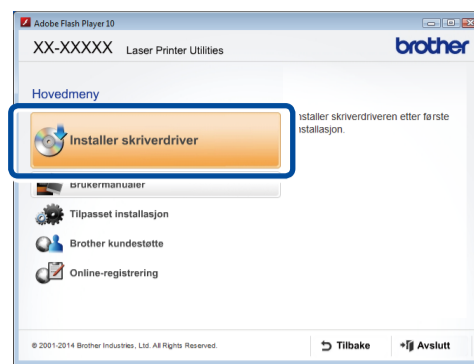 Adobe Flash Player 10
XX-XXXXX Laser Printer Utilities
brother
Hovedmeny
Installer skriverdriver
nstaller skriverdriveren etter første
nstallasjon.
Brukermanualer
Tilpasset installasjon
Brother kundestøtte
Online-registrering
© 2001-2014 Brother Industries, Ltd. All Rights Reserved.
Tilbake
Avslutt